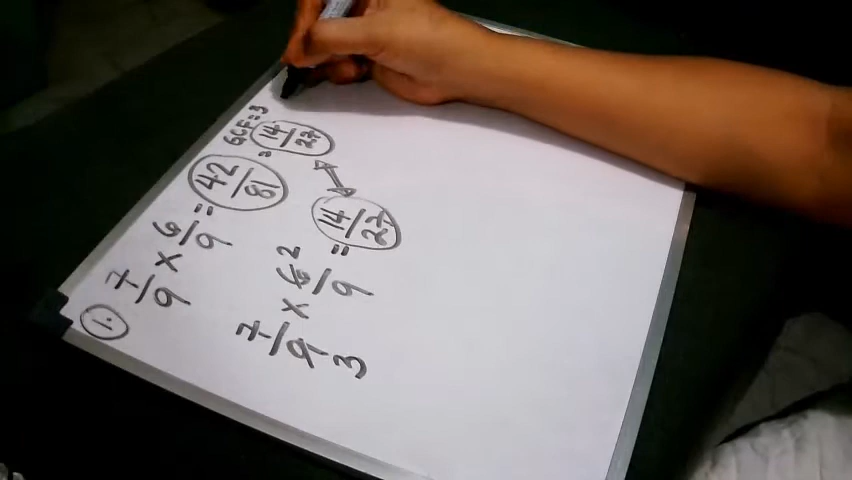 1. 7/9 x 6/9 = 42/81 = 14/27 GCF=3
7/9 3 x 6 2/9 = 14/27